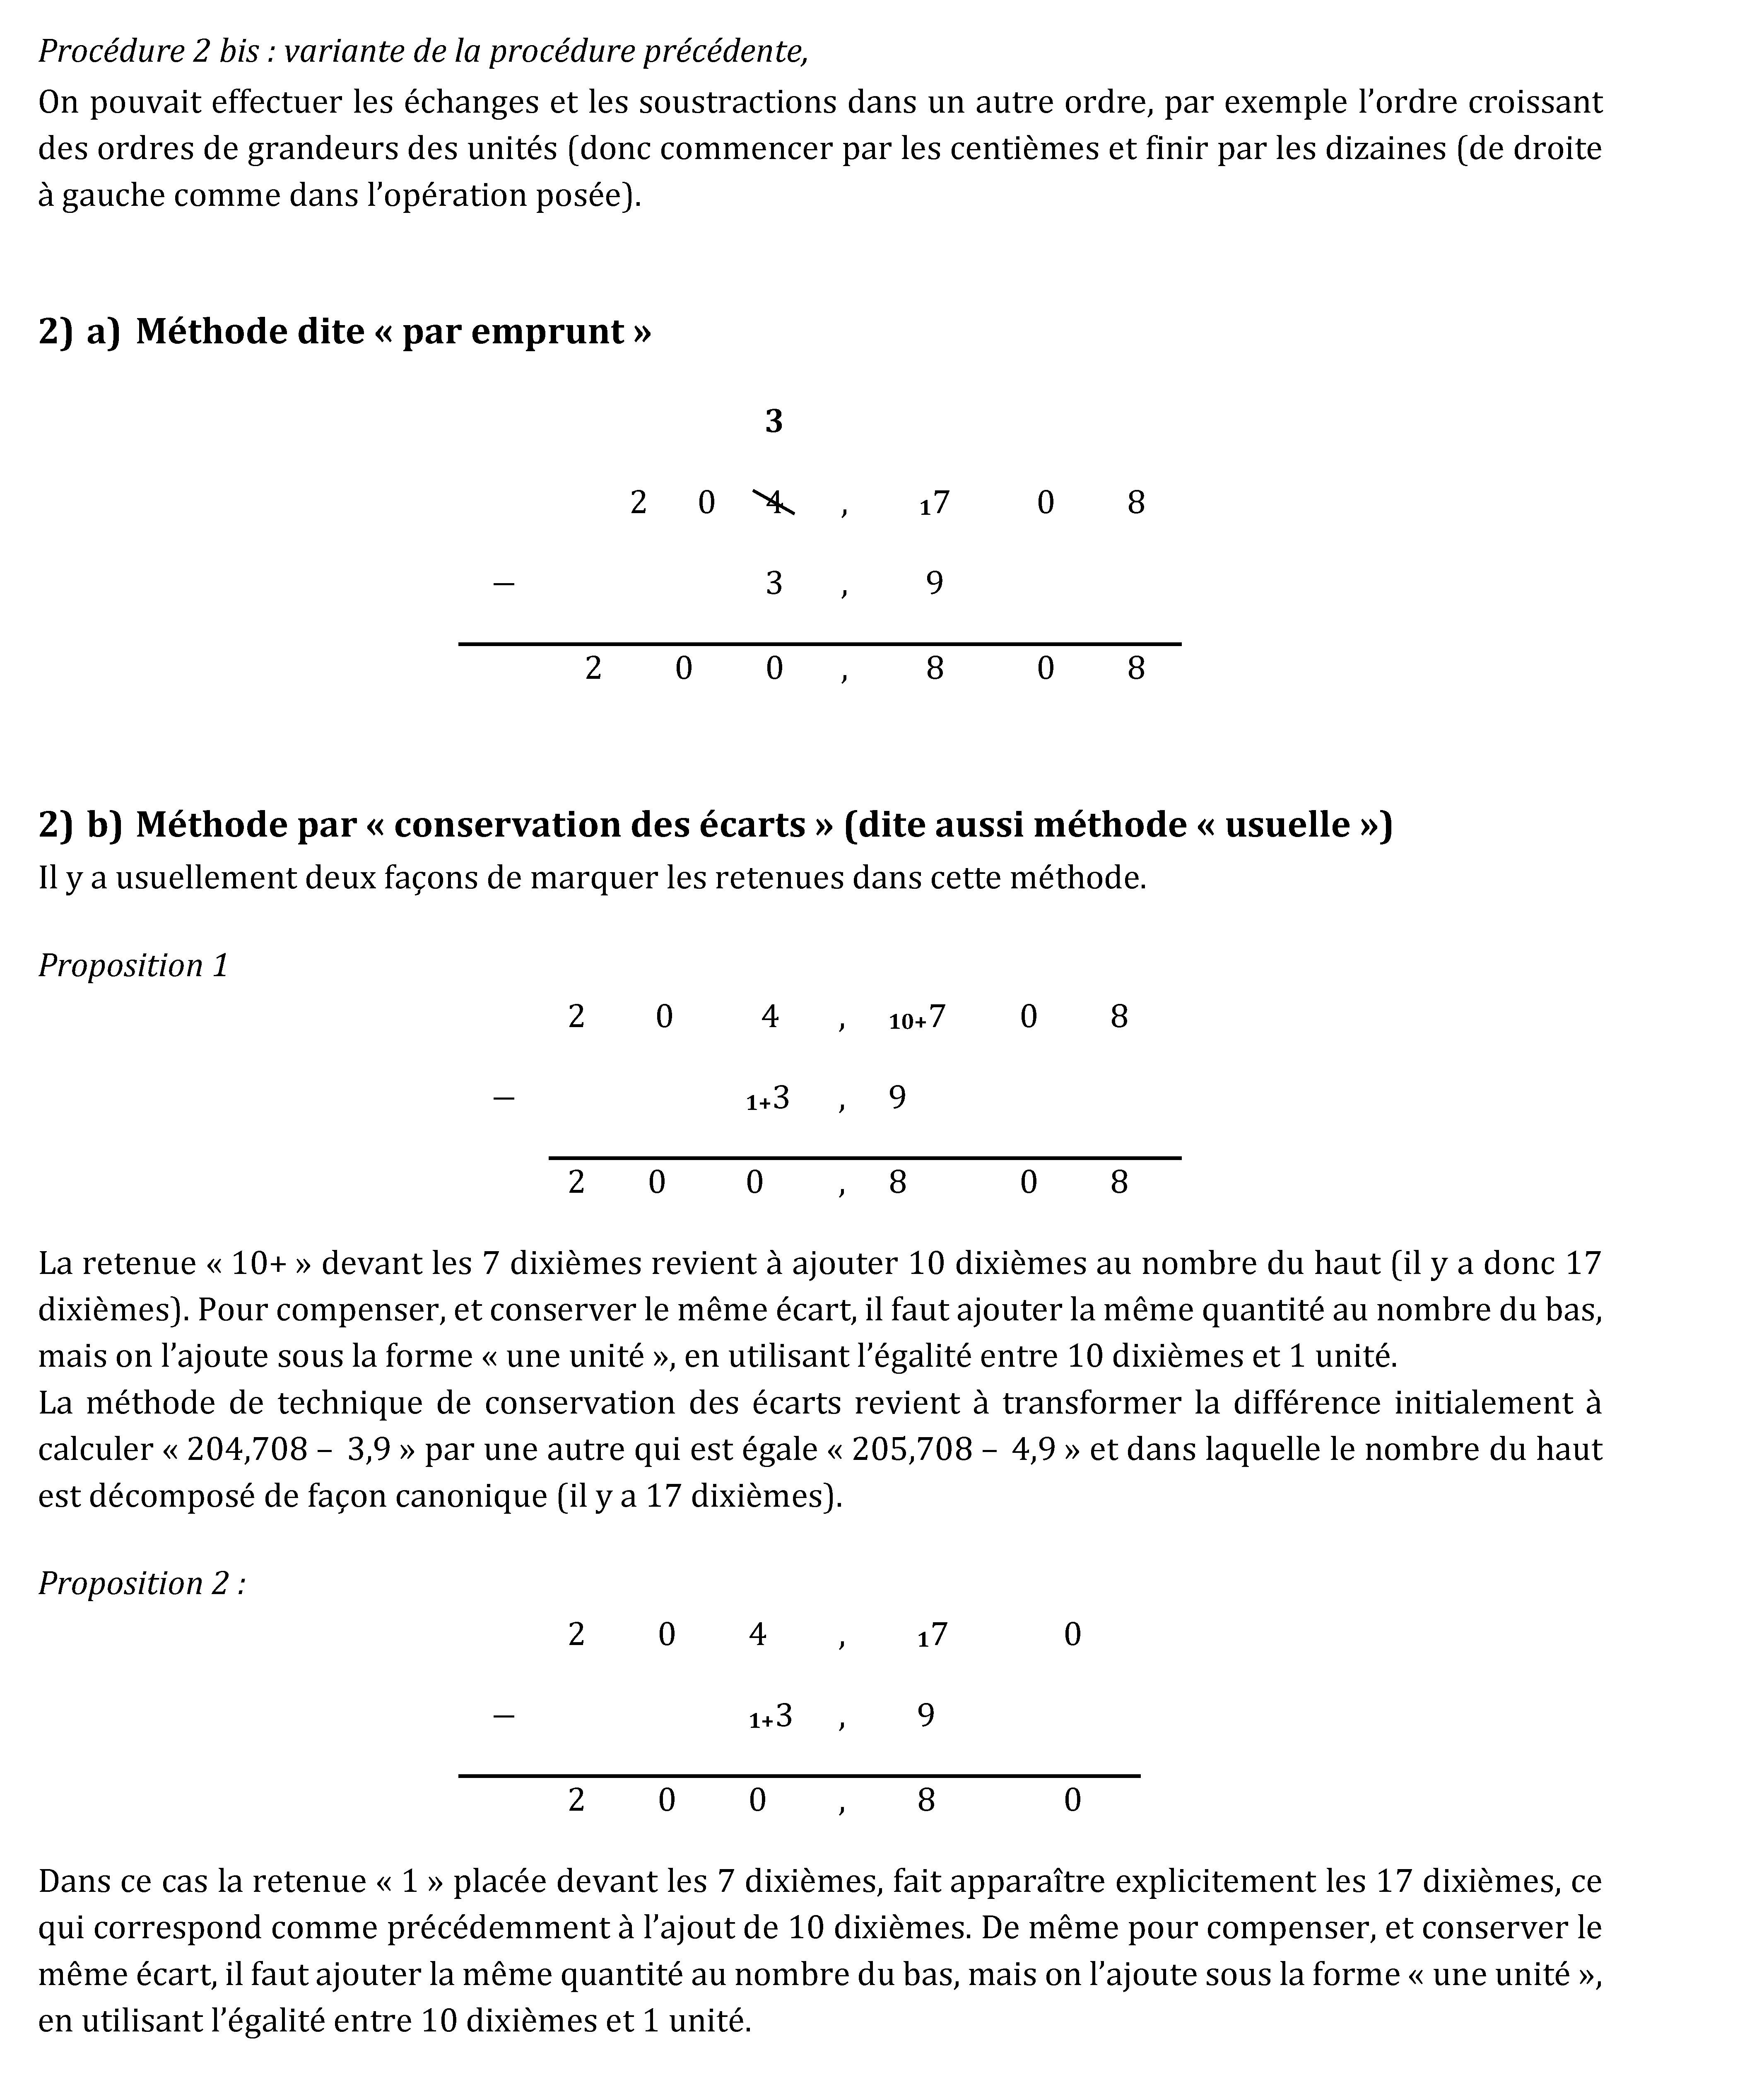 Procédure 2 bis : variante de la procédure précédente,
On pouvait effectuer les échanges et les soustractions dans un autre ordre, par exemple l’ordre croissant
des ordres de grandeurs des unités (donc commencer par les centièmes et finir par les dizaines (de droite
à gauche comme dans l’opération posée).
2) a) Méthode dite « par emprunt »
3
2 0 4 , 17 0 8
− 3 , 9
2 0 0 , 8 0 8
2) b) Méthode par « conservation des écarts » (dite aussi méthode « usuelle »)
Il y a usuellement deux façons de marquer les retenues dans cette méthode.
Proposition 1
2 0 4 , 10+7 0 8
− 1+3 , 9
2 0 0 , 8 0 8
La retenue « 10+ » devant les 7 dixièmes revient à ajouter 10 dixièmes au nombre du haut (il y a donc 17
dixièmes). Pour compenser, et conserver le même écart, il faut ajouter la même quantité au nombre du bas,
mais on l’ajoute sous la forme « une unité », en utilisant l’égalité entre 10 dixièmes et 1 unité.
La méthode de technique de conservation des écarts revient à transformer la différence initialement à
calculer « 204,708 – 3,9 » par une autre qui est égale « 205,708 – 4,9 » et dans laquelle le nombre du haut
est décomposé de façon canonique (il y a 17 dixièmes).
Proposition 2 :
2 0 4 , 17 0
− 1+3 , 9
2 0 0 , 8 0
Dans ce cas la retenue « 1 » placée devant les 7 dixièmes, fait apparaître explicitement les 17 dixièmes, ce
qui correspond comme précédemment à l’ajout de 10 dixièmes. De même pour compenser, et conserver le
même écart, il faut ajouter la même quantité au nombre du bas, mais on l’ajoute sous la forme « une unité »,
en utilisant l’égalité entre 10 dixièmes et 1 unité.